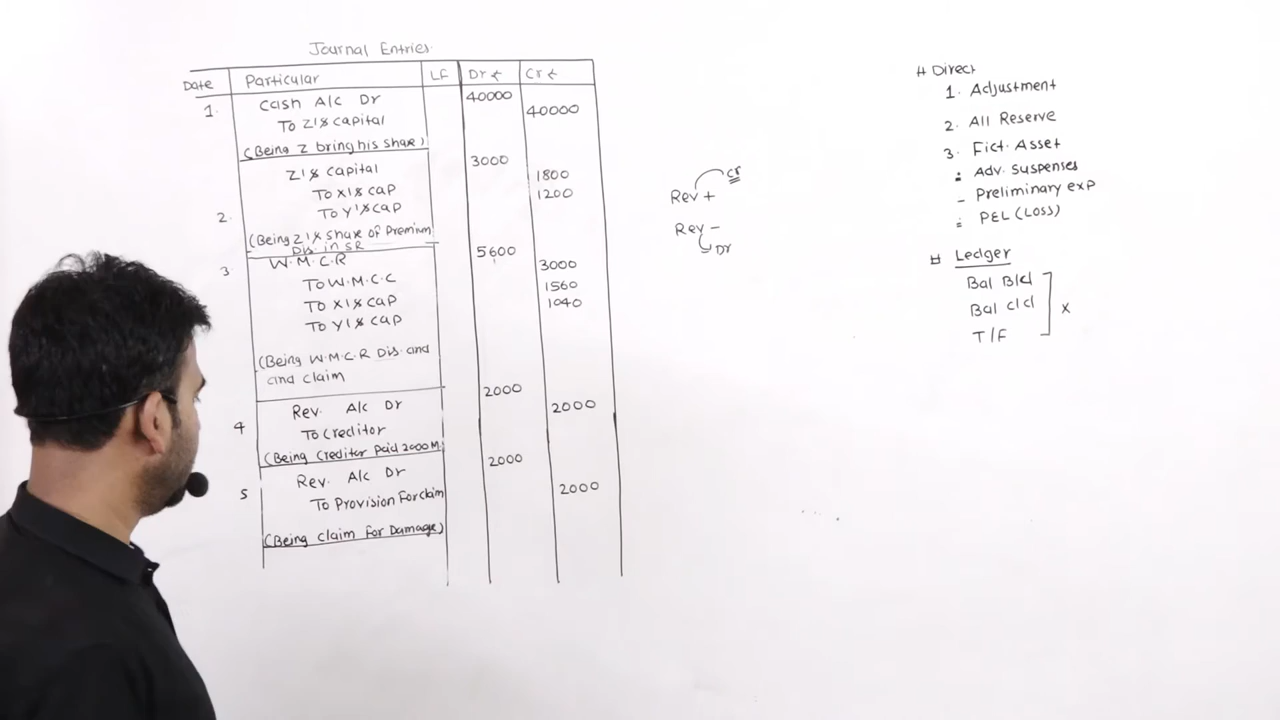 Journal Entries
Date Particular LF Dr ₹ Cr ₹
1. Cash A/c Dr 40000
To Z's Capital 40000
(Being Z bring his share)
Z's Capital 3000
To X's Cap 1800
2. To Y's Cap 1200
(Being Z's share of Premium
Dis. in SR
3. W.M.C.R 5600
To W.M.C.C 3000
To X's Cap 1560
To Y's Cap 1040
(Being W.M.C.R Dis. and
and claim
4 Rev. A/c Dr 2000
To Creditor 2000
(Being Creditor Paid 2000 M.
5 Rev. A/c Dr 2000
To Provision For claim 2000
(Being claim for Damage)
Rev + Cr
Rev -
Dr
# Direct
1. Adjustment
2. All Reserve
3. Fict. Asset
: Adv. Suspenses
- Preliminary exp
: P&L (Loss)
# Ledger
Bal B/d
Bal c/d
T/F
X